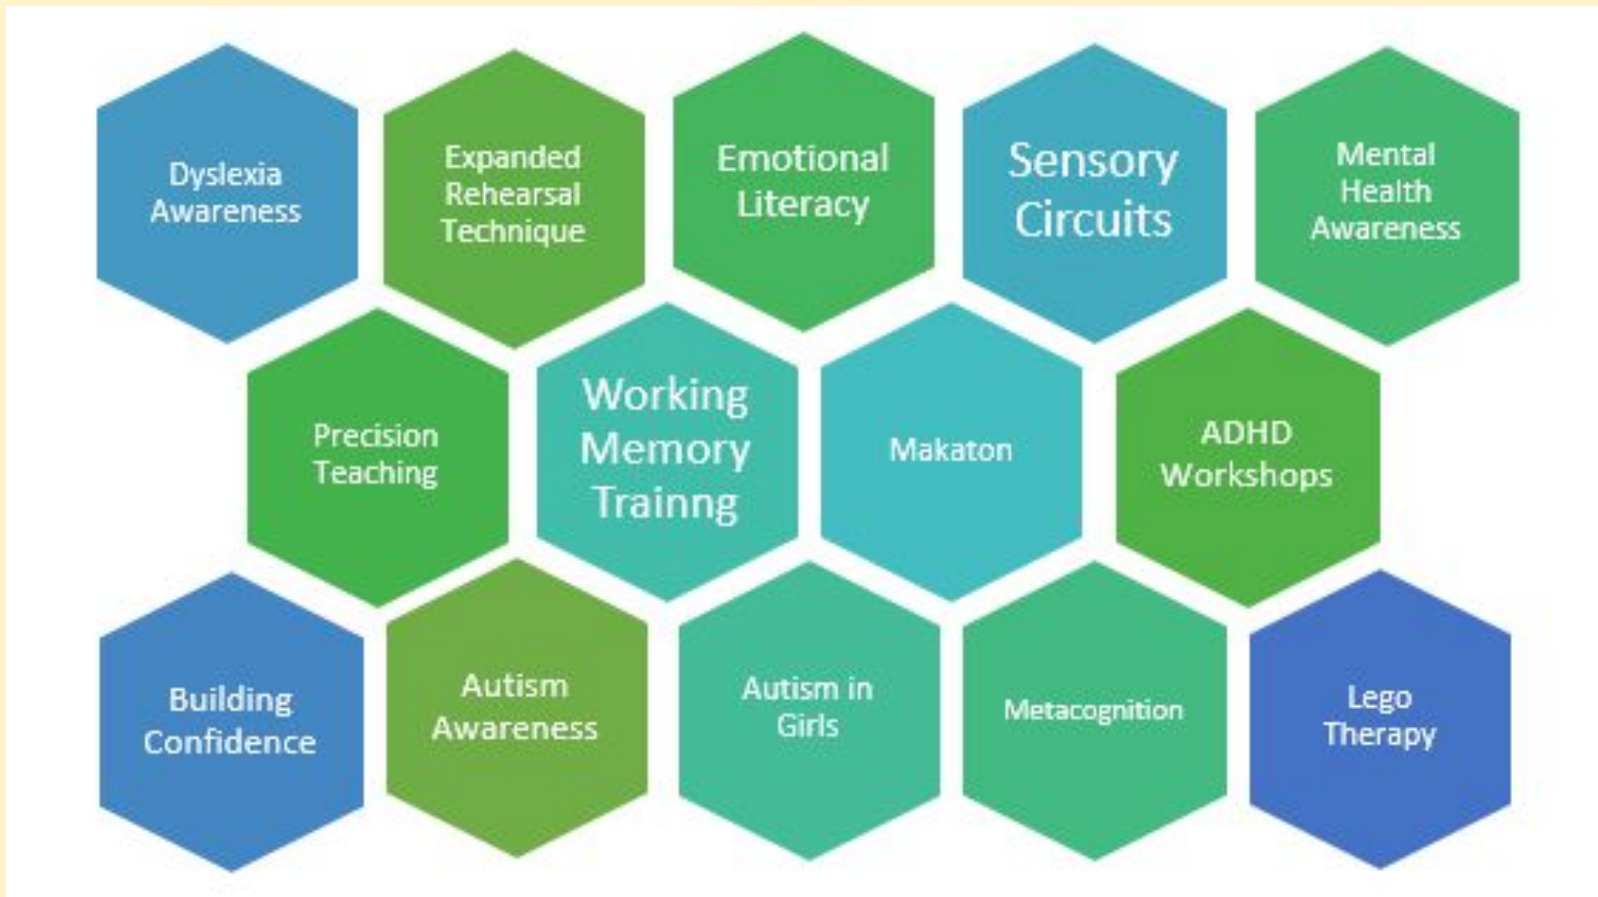 Dyslexia
Awareness
Expanded
Rehearsal
Technique
Emotional
Literacy
Sensory
Circuits
Mental
Health
Awareness
Precision
Teaching
Working
Memory
Trainng
Makaton
ADHD
Workshops
Building
Confidence
Autism
Awareness
Autism in
Girls
Metacognition
Lego
Therapy